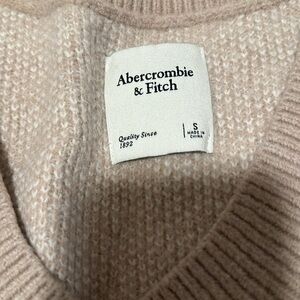 Abercrombie
& Fitch
Quality Since
1892
S
MADE IN
CHINA